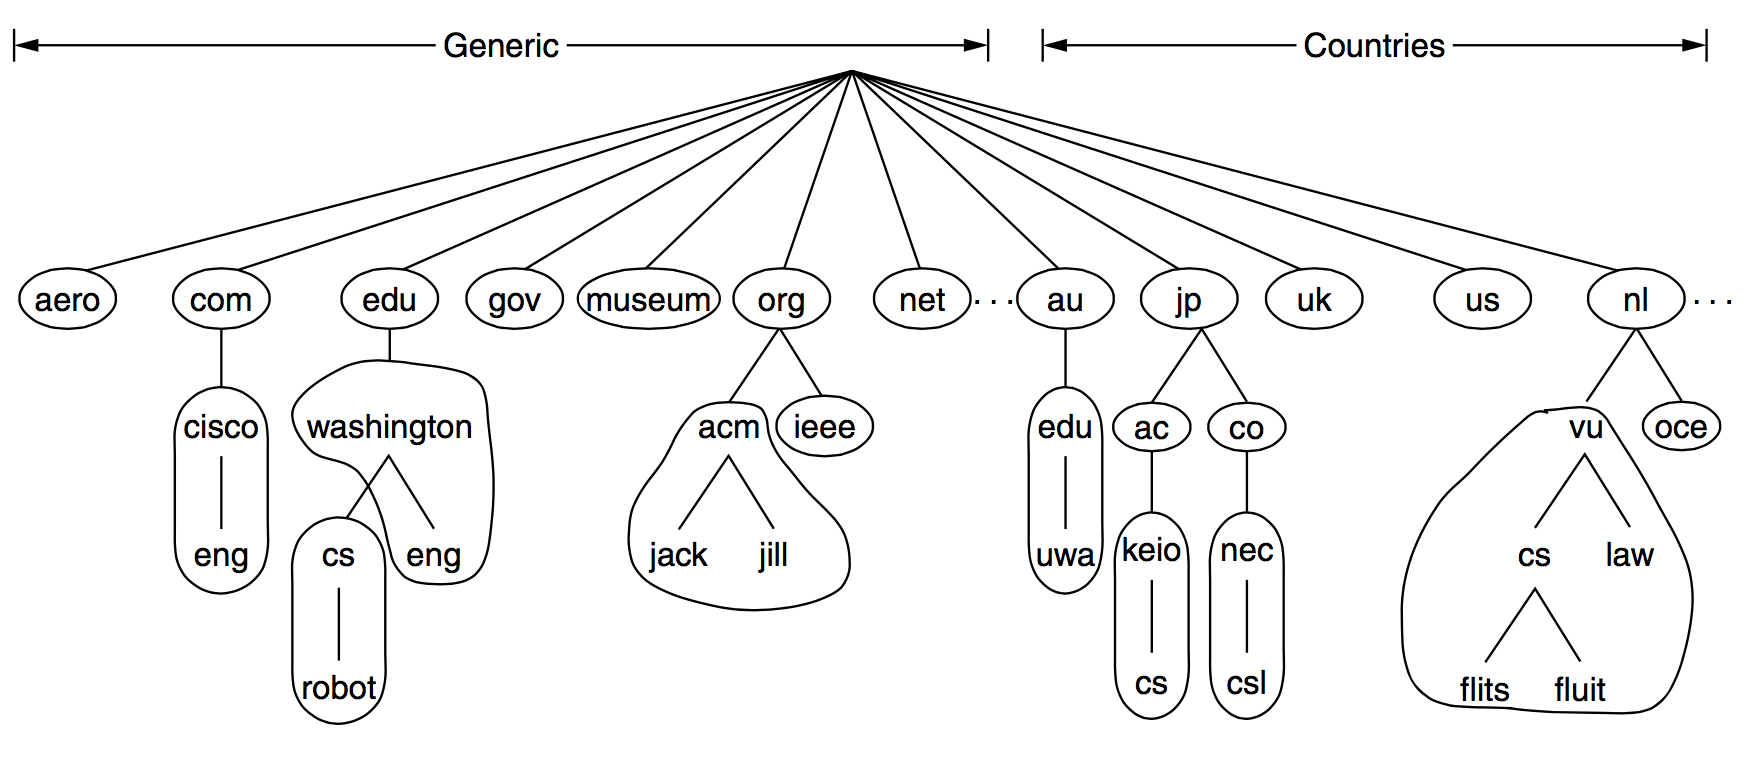 Generic Countries
aero com edu gov museum org net ... au jp uk us nl ...
cisco washington acm ieee edu ac co vu oce
eng cs eng jack jill uwa keio nec cs law
robot cs csl flits fluit